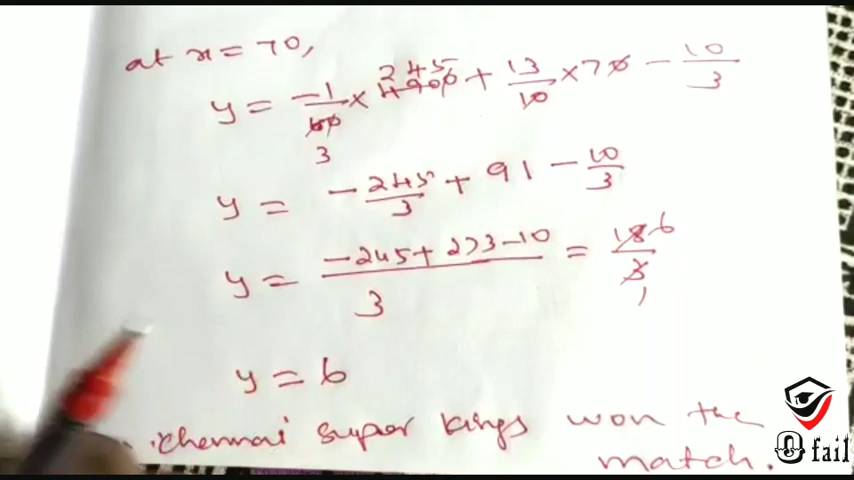 at x = 70,
y = -1/60 × 4900 245 + 13/10 × 70 - 10/3
3
y = -245/3 + 91 - 10/3
y = -245 + 273 - 10 / 3 = 18 6 / 3 1
y = 6
Chennai super kings won the
match.
0 fail